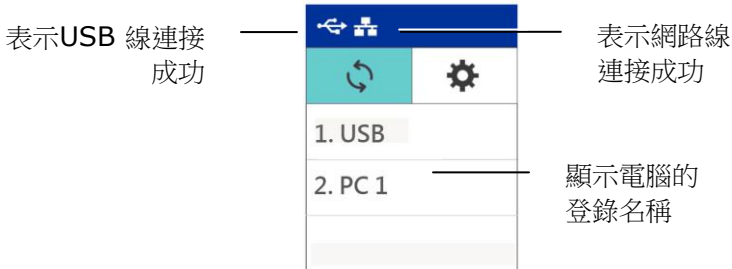 表示USB 線連接
成功
表示網路線
連接成功
1. USB
2. PC 1
顯示電腦的
登錄名稱